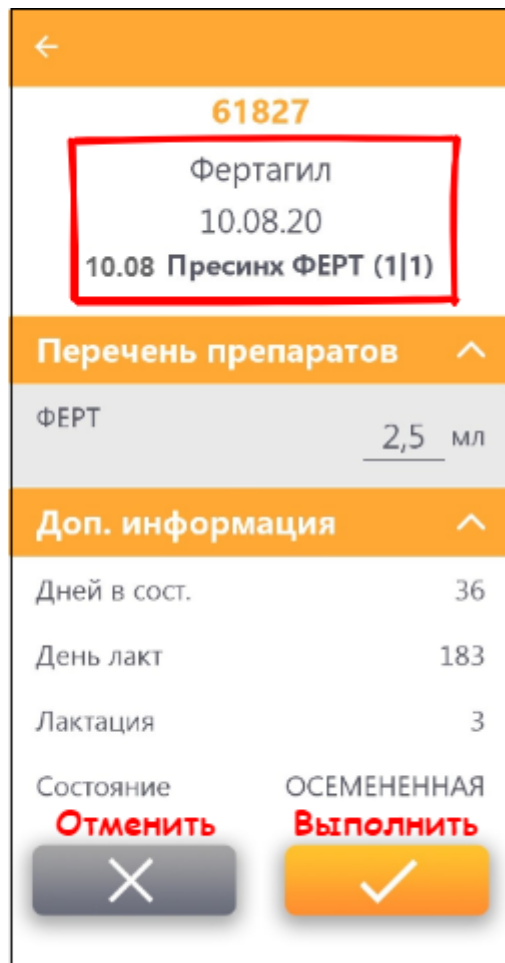 61827
Фертагил
10.08.20
10.08 Пресинх ФЕРТ (1|1)
Перечень препаратов
ФЕРТ
2,5 мл
Доп. информация
Дней в сост. 36
День лакт 183
Лактация 3
Состояние ОСЕМЕНЕННАЯ
Отменить Выполнить